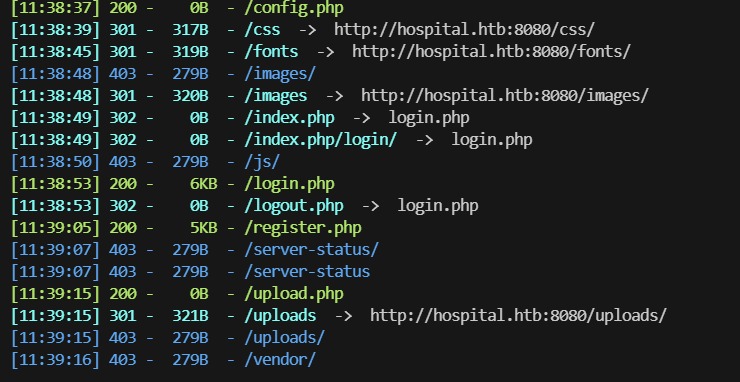 [11:38:37] 200 -    0B  - /config.php
[11:38:39] 301 -  317B  - /css  ->  http://hospital.htb:8080/css/
[11:38:45] 301 -  319B  - /fonts  ->  http://hospital.htb:8080/fonts/
[11:38:48] 403 -  279B  - /images/
[11:38:48] 301 -  320B  - /images  ->  http://hospital.htb:8080/images/
[11:38:49] 302 -    0B  - /index.php  ->  login.php
[11:38:49] 302 -    0B  - /index.php/login/  ->  login.php
[11:38:50] 403 -  279B  - /js/
[11:38:53] 200 -    6KB - /login.php
[11:38:53] 302 -    0B  - /logout.php  ->  login.php
[11:39:05] 200 -    5KB - /register.php
[11:39:07] 403 -  279B  - /server-status/
[11:39:07] 403 -  279B  - /server-status
[11:39:15] 200 -    0B  - /upload.php
[11:39:15] 301 -  321B  - /uploads  ->  http://hospital.htb:8080/uploads/
[11:39:15] 403 -  279B  - /uploads/
[11:39:16] 403 -  279B  - /vendor/